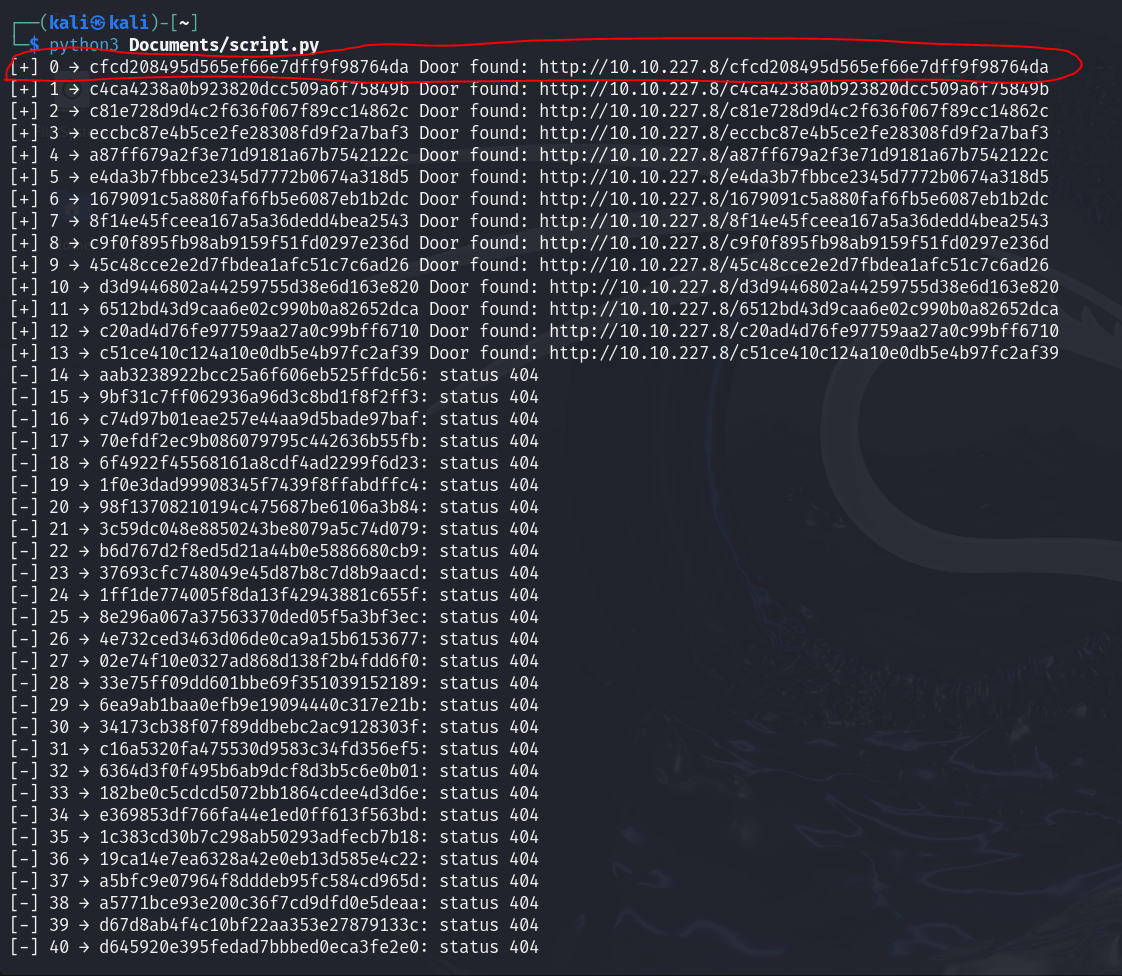 ┌──(kali㉿kali)-[~]
└─$ python3 Documents/script.py
[+] 0 → cfcd208495d565ef66e7dff9f98764da Door found: http://10.10.227.8/cfcd208495d565ef66e7dff9f98764da
[+] 1 → c4ca4238a0b923820dcc509a6f75849b Door found: http://10.10.227.8/c4ca4238a0b923820dcc509a6f75849b
[+] 2 → c81e728d9d4c2f636f067f89cc14862c Door found: http://10.10.227.8/c81e728d9d4c2f636f067f89cc14862c
[+] 3 → eccbc87e4b5ce2fe28308fd9f2a7baf3 Door found: http://10.10.227.8/eccbc87e4b5ce2fe28308fd9f2a7baf3
[+] 4 → a87ff679a2f3e71d9181a67b7542122c Door found: http://10.10.227.8/a87ff679a2f3e71d9181a67b7542122c
[+] 5 → e4da3b7fbbce2345d7772b0674a318d5 Door found: http://10.10.227.8/e4da3b7fbbce2345d7772b0674a318d5
[+] 6 → 1679091c5a880faf6fb5e6087eb1b2dc Door found: http://10.10.227.8/1679091c5a880faf6fb5e6087eb1b2dc
[+] 7 → 8f14e45fceea167a5a36dedd4bea2543 Door found: http://10.10.227.8/8f14e45fceea167a5a36dedd4bea2543
[+] 8 → c9f0f895fb98ab9159f51fd0297e236d Door found: http://10.10.227.8/c9f0f895fb98ab9159f51fd0297e236d
[+] 9 → 45c48cce2e2d7fbdea1afc51c7c6ad26 Door found: http://10.10.227.8/45c48cce2e2d7fbdea1afc51c7c6ad26
[+] 10 → d3d9446802a44259755d38e6d163e820 Door found: http://10.10.227.8/d3d9446802a44259755d38e6d163e820
[+] 11 → 6512bd43d9caa6e02c990b0a82652dca Door found: http://10.10.227.8/6512bd43d9caa6e02c990b0a82652dca
[+] 12 → c20ad4d76fe97759aa27a0c99bff6710 Door found: http://10.10.227.8/c20ad4d76fe97759aa27a0c99bff6710
[+] 13 → c51ce410c124a10e0db5e4b97fc2af39 Door found: http://10.10.227.8/c51ce410c124a10e0db5e4b97fc2af39
[-] 14 → aab3238922bcc25a6f606eb525ffdc56: status 404
[-] 15 → 9bf31c7ff062936a96d3c8bd1f8f2ff3: status 404
[-] 16 → c74d97b01eae257e44aa9d5bade97baf: status 404
[-] 17 → 70efdf2ec9b086079795c442636b55fb: status 404
[-] 18 → 6f4922f45568161a8cdf4ad2299f6d23: status 404
[-] 19 → 1f0e3dad99908345f7439f8ffabdffc4: status 404
[-] 20 → 98f13708210194c475687be6106a3b84: status 404
[-] 21 → 3c59dc048e8850243be8079a5c74d079: status 404
[-] 22 → b6d767d2f8ed5d21a44b0e5886680cb9: status 404
[-] 23 → 37693cfc748049e45d87b8c7d8b9aacd: status 404
[-] 24 → 1ff1de774005f8da13f42943881c655f: status 404
[-] 25 → 8e296a067a37563370ded05f5a3bf3ec: status 404
[-] 26 → 4e732ced3463d06de0ca9a15b6153677: status 404
[-] 27 → 02e74f10e0327ad868d138f2b4fdd6f0: status 404
[-] 28 → 33e75ff09dd601bbe69f351039152189: status 404
[-] 29 → 6ea9ab1baa0efb9e19094440c317e21b: status 404
[-] 30 → 34173cb38f07f89ddbebc2ac9128303f: status 404
[-] 31 → c16a5320fa475530d9583c34fd356ef5: status 404
[-] 32 → 6364d3f0f495b6ab9dcf8d3b5c6e0b01: status 404
[-] 33 → 182be0c5cdcd5072bb1864cdee4d3d6e: status 404
[-] 34 → e369853df766fa44e1ed0ff613f563bd: status 404
[-] 35 → 1c383cd30b7c298ab50293adfecb7b18: status 404
[-] 36 → 19ca14e7ea6328a42e0eb13d585e4c22: status 404
[-] 37 → a5bfc9e07964f8dddeb95fc584cd965d: status 404
[-] 38 → a5771bce93e200c36f7cd9dfd0e5deaa: status 404
[-] 39 → d67d8ab4f4c10bf22aa353e27879133c: status 404
[-] 40 → d645920e395fedad7bbbed0eca3fe2e0: status 404